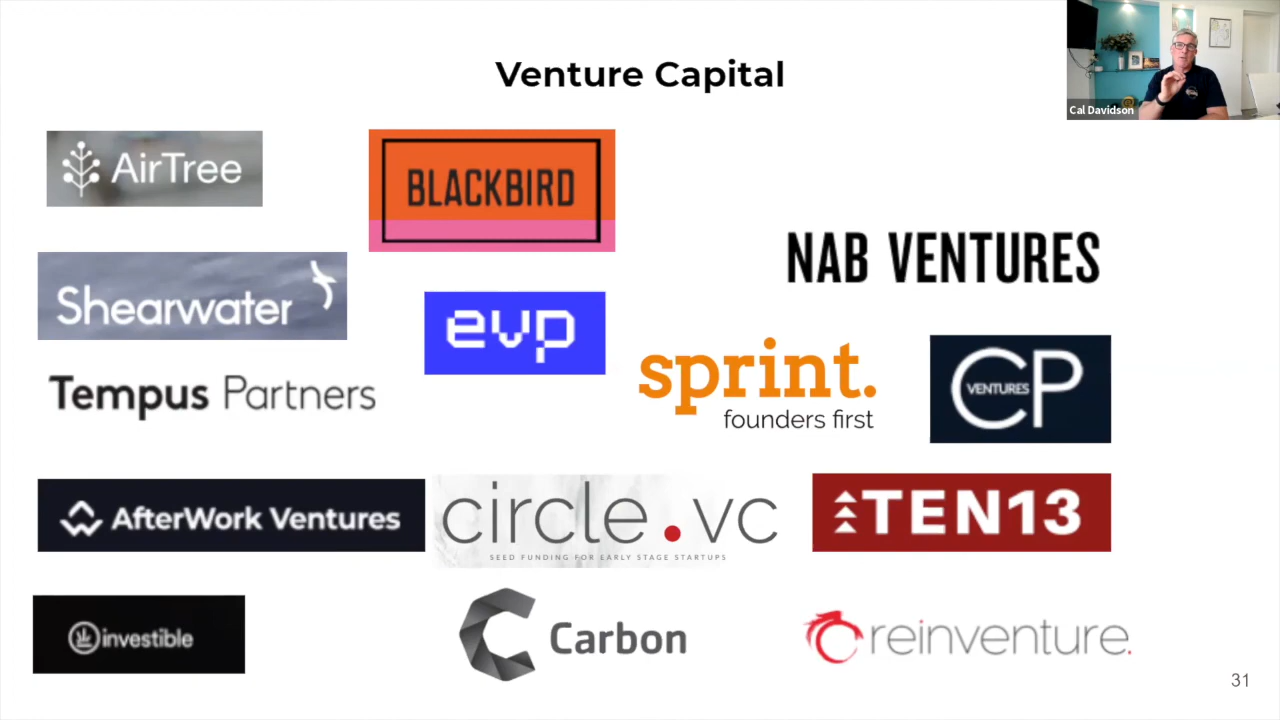 Venture Capital
Cal Davidson
AirTree
BLACKBIRD
NAB VENTURES
Shearwater
evp
sprint.
founders first
CP
VENTURES
Tempus Partners
AfterWork Ventures
circle.vc
SEED FUNDING FOR EARLY STAGE STARTUPS
TEN13
investible
Carbon
reinventure.
31